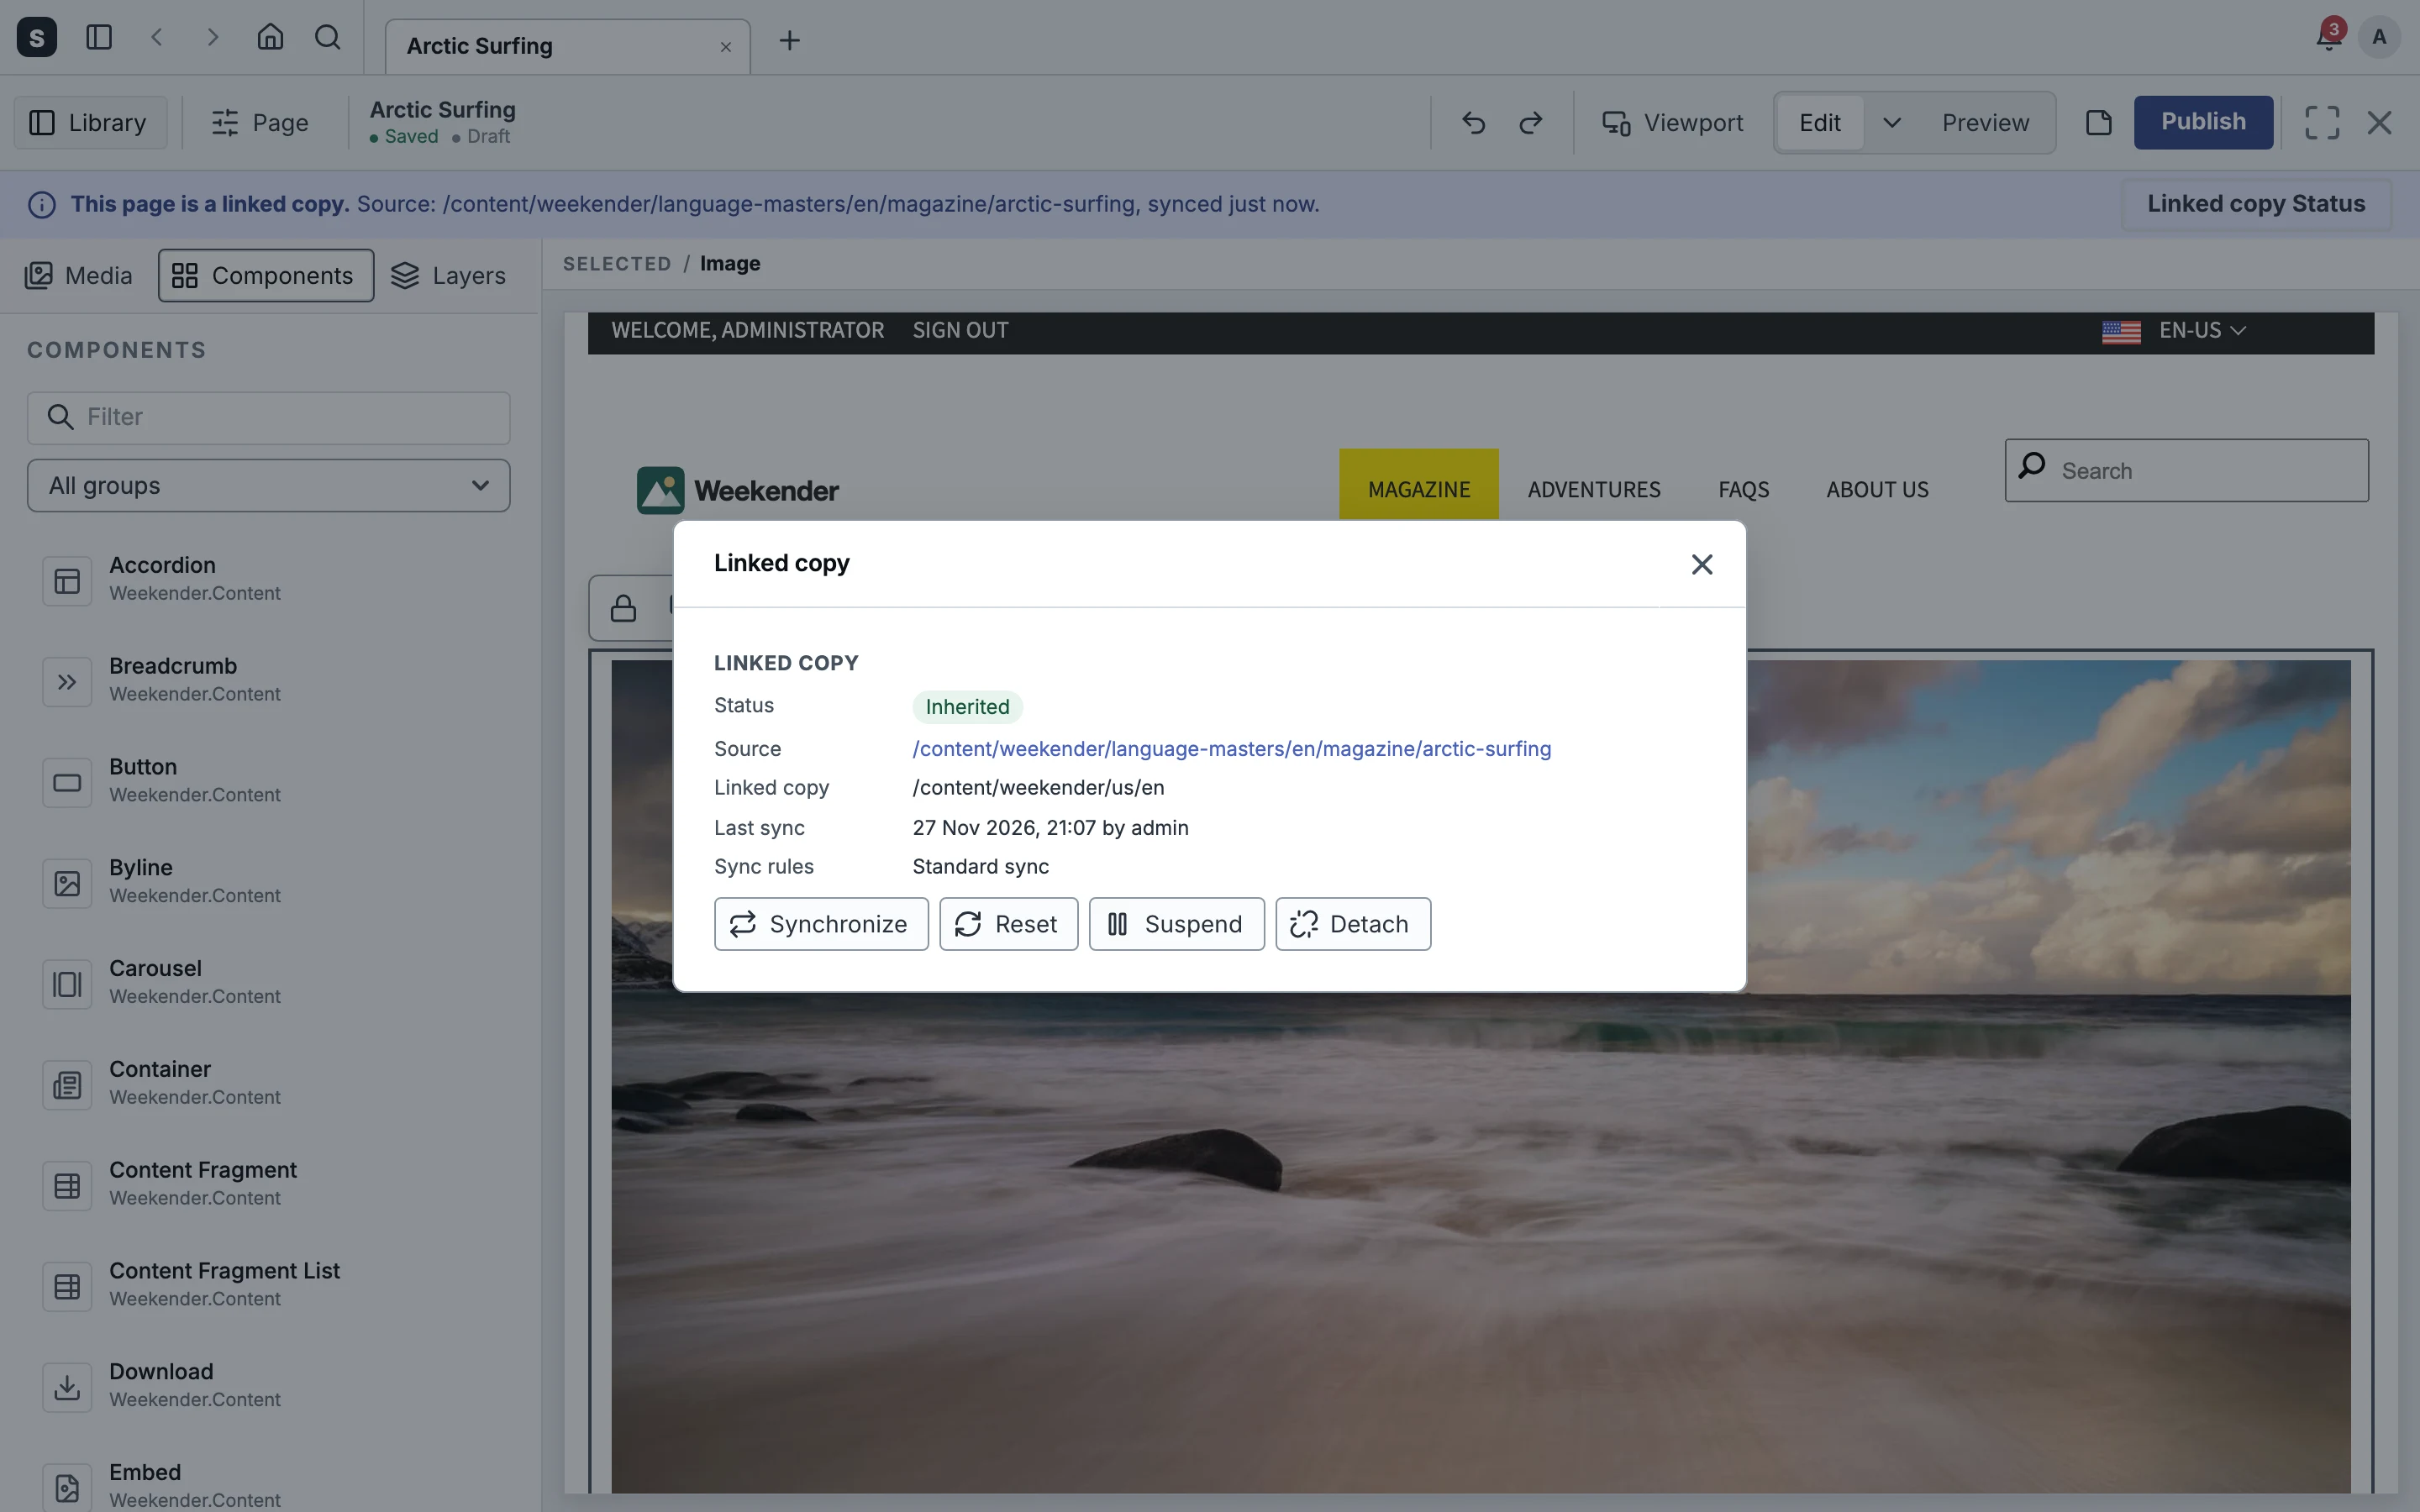 S
Arctic Surfing
3
A
Library
Page
Arctic Surfing
Saved Draft
Viewport
Edit
Preview
Publish
This page is a linked copy. Source: /content/weekender/language-masters/en/magazine/arctic-surfing, synced just now.
Linked copy Status
Media
Components
Layers
SELECTED / Image
COMPONENTS
Filter
All groups
Accordion
Weekender.Content
Breadcrumb
Weekender.Content
Button
Weekender.Content
Byline
Weekender.Content
Carousel
Weekender.Content
Container
Weekender.Content
Content Fragment
Weekender.Content
Content Fragment List
Weekender.Content
Download
Weekender.Content
Embed
Weekender.Content
WELCOME, ADMINISTRATOR SIGN OUT
EN-US
Weekender
MAGAZINE ADVENTURES FAQS ABOUT US
Search
Linked copy
LINKED COPY
Status Inherited
Source /content/weekender/language-masters/en/magazine/arctic-surfing
Linked copy /content/weekender/us/en
Last sync 27 Nov 2026, 21:07 by admin
Sync rules Standard sync
Synchronize Reset Suspend Detach